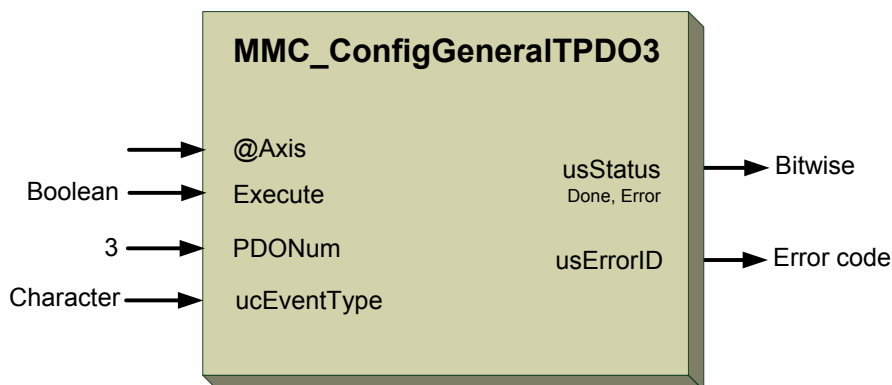 MMC_ConfigGeneralTPDO3
@Axis
Boolean
Execute
3
PDONum
Character
ucEventType
usStatus
Done, Error
Bitwise
usErrorID
Error code